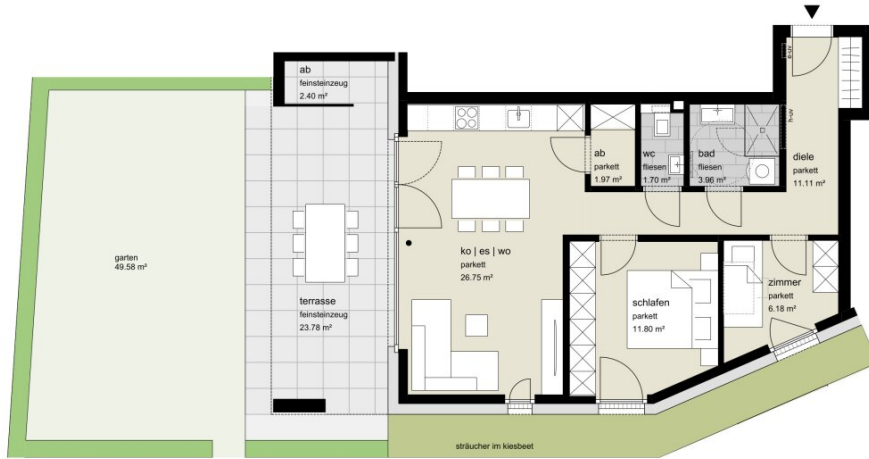 ab
feinsteinzeug
2.40 m²
garten
49.58 m²
terrasse
feinsteinzeug
23.78 m²
ko | es | wo
parkett
26.75 m²
ab
parkett
1.97 m²
wc
fliesen
1.70 m²
bad
fliesen
3.96 m²
e-uv
h-uv
diele
parkett
11.11 m²
schlafen
parkett
11.80 m²
zimmer
parkett
6.18 m²
sträucher im kiesbeet